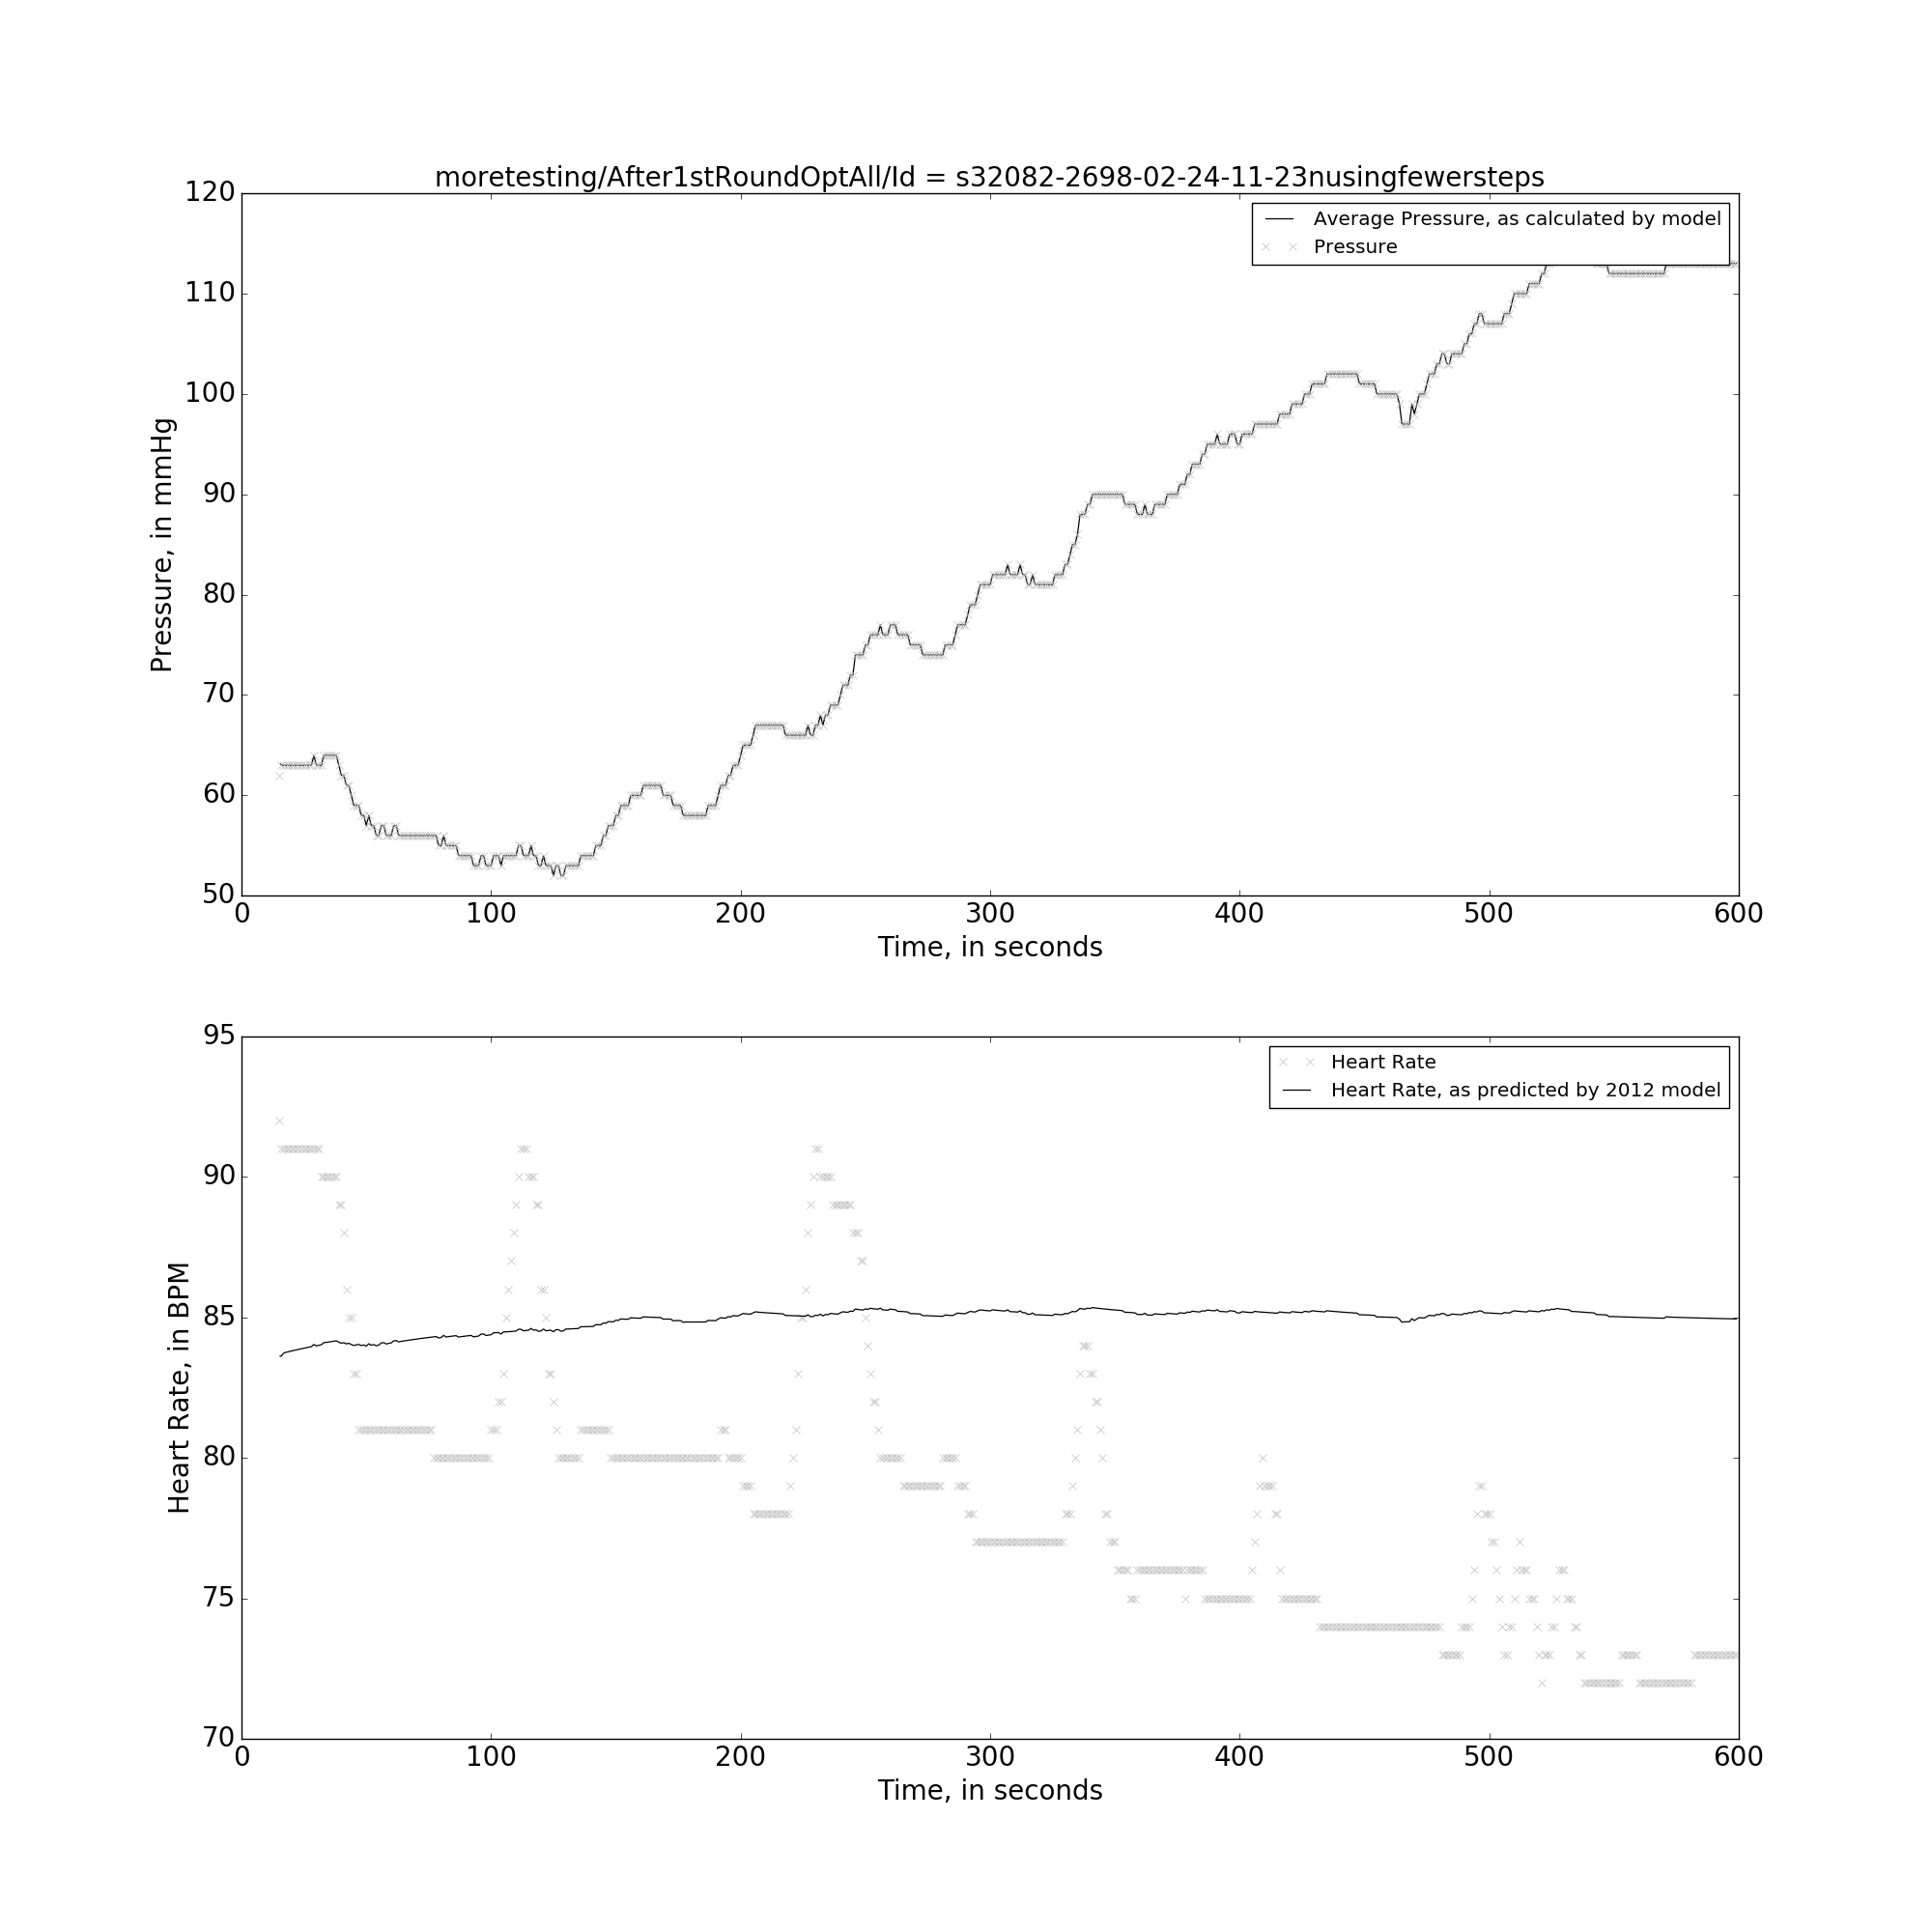 moretesting/After1stRoundOptAll/Id = s32082-2698-02-24-11-23nusingfewersteps
120
110
100
90
80
70
60
50
Pressure, in mmHg
Average Pressure, as calculated by model
Pressure
0 100 200 300 400 500 600
Time, in seconds
95
90
85
80
75
70
Heart Rate, in BPM
Heart Rate
Heart Rate, as predicted by 2012 model
0 100 200 300 400 500 600
Time, in seconds